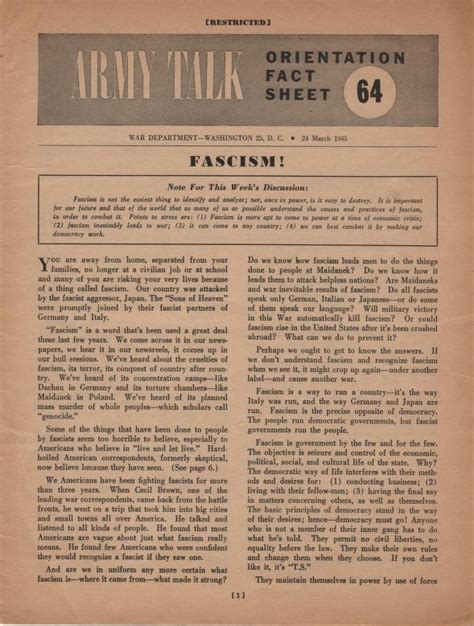 [RESTRICTED]
ARMY TALK
ORIENTATION
FACT
SHEET
64
WAR DEPARTMENT—WASHINGTON 25, D. C. • 24 March 1945
FASCISM!
Note For This Week's Discussion:
Fascism is not the easiest thing to identify and analyze; nor, once in power, is it easy to destroy. It is important
for our future and that of the world that as many of us as possible understand the causes and practices of fascism,
in order to combat it. Points to stress are: (1) Fascism is more apt to come to power at a time of economic crisis;
(2) fascism inevitably leads to war; (3) it can come to any country; (4) we can best combat it by making our
democracy work.
YOU are away from home, separated from your
families, no longer at a civilian job or at school
and many of you are risking your very lives because
of a thing called fascism. Our country was attacked
by the fascist aggressor, Japan. The "Sons of Heaven"
were promptly joined by their fascist partners of
Germany and Italy.
"Fascism" is a word that's been used a great deal
these last few years. We come across it in our news-
papers, we hear it in our newsreels, it comes up in
our bull sessions. We've heard about the cruelties of
fascism, its terror, its conquest of country after coun-
try. We've heard of its concentration camps—like
Dachau in Germany and its torture chambers—like
Maidanek in Poland. We've heard of its planned
mass murder of whole peoples—which scholars call
"genocide."
Some of the things that have been done to people
by fascists seem too horrible to believe, especially to
Americans who believe in "live and let live." Hard-
boiled American correspondents, formerly skeptical,
now believe because they have seen. (See page 6.)
We Americans have been fighting fascists for more
than three years. When Cecil Brown, one of the
leading war correspondents, came back from the battle
fronts, he went on a trip that took him into big cities
and small towns all over America. He talked and
listened to all kinds of people. He found that most
Americans are vague about just what fascism really
means. He found few Americans who were confident
they would recognize a fascist if they saw one.
And are we in uniform any more certain what
fascism is—where it came from—what made it strong?
Do we know how fascism leads men to do the things
done to people at Maidanek? Do we know how it
leads them to attack helpless nations? Are Maidaneks
and war inevitable results of fascism? Do all fascists
speak only German, Italian or Japanese—or do some
of them speak our language? Will military victory
in this war automatically kill fascism? Or could
fascism rise in the United States after it's been crushed
abroad? What can we do to prevent it?
Perhaps we ought to get to know the answers. If
we don't understand fascism and recognize fascism
when we see it, it might crop up again—under another
label—and cause another war.
Fascism is a way to run a country—it's the way
Italy was run, and the way Germany and Japan are
run. Fascism is the precise opposite of democracy.
The people run democratic governments, but fascist
governments run the people.
Fascism is government by the few and for the few.
The objective is seizure and control of the economic,
political, social, and cultural life of the state. Why?
The democratic way of life interferes with their meth-
ods and desires for: (1) conducting business; (2)
living with their fellow-men; (3) having the final say
in matters concerning others, as well as themselves.
The basic principles of democracy stand in the way
of their desires; hence—democracy must go! Anyone
who is not a member of their inner gang has to do
what he's told. They permit no civil liberties, no
equality before the law. They make their own rules
and change them when they choose. If you don't
like it, it's "T.S."
They maintain themselves in power by use of force
[1]